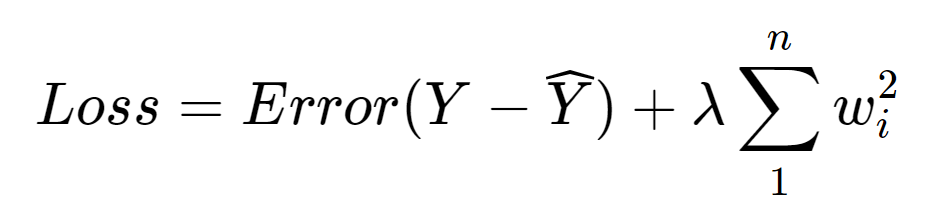 Loss = Error(Y − Ŷ) + λ∑₁ⁿ wᵢ²